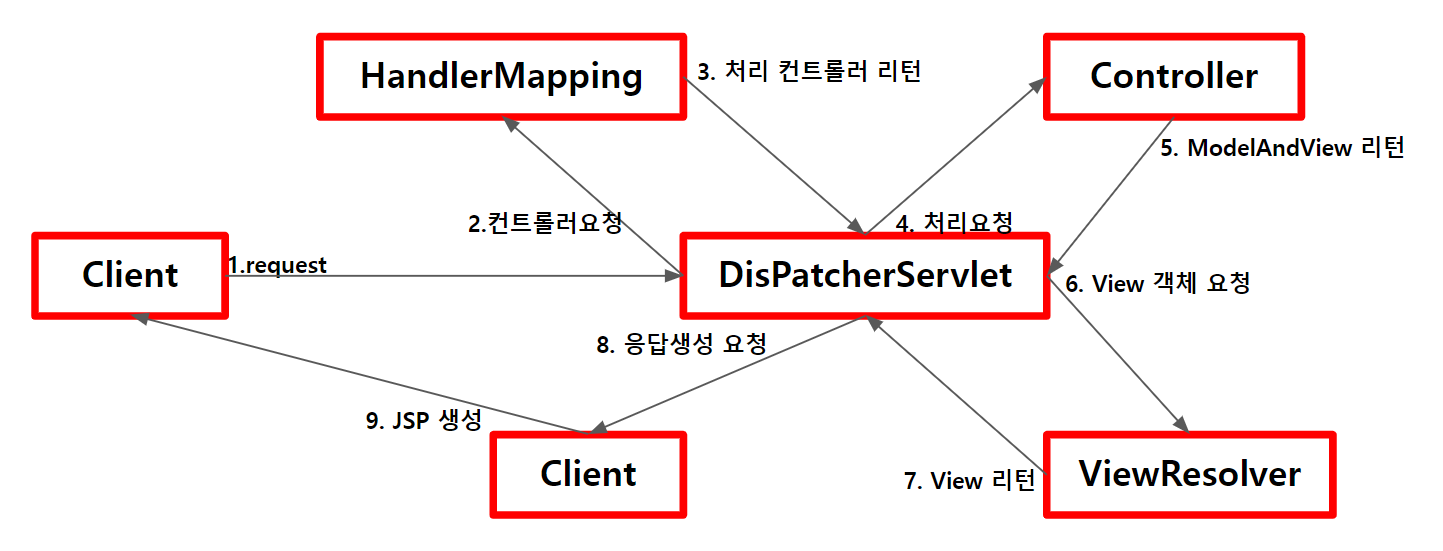 HandlerMapping
3. 처리 컨트롤러 리턴
Controller
5. ModelAndView 리턴
2.컨트롤러요청
4. 처리요청
Client
1.request
DisPatcherServlet
6. View 객체 요청
8. 응답생성 요청
9. JSP 생성
Client
7. View 리턴
ViewResolver